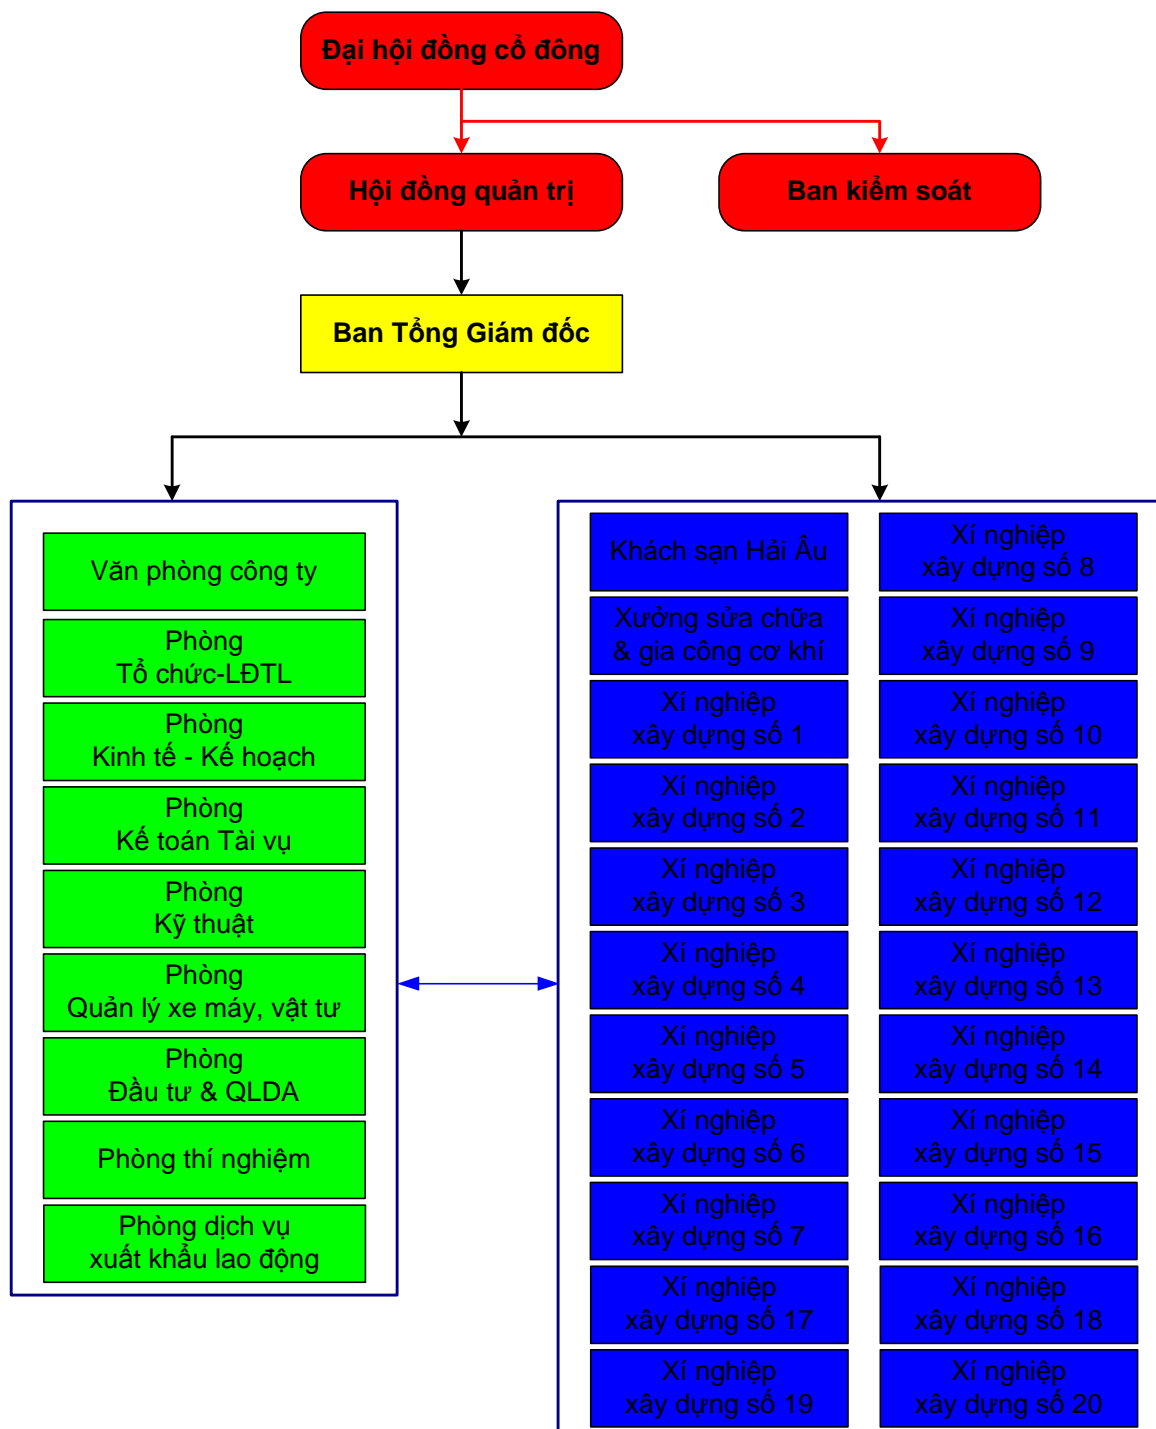 Đại hội đồng cổ đông
Hội đồng quản trị
Ban kiểm soát
Ban Tổng Giám đốc
Văn phòng công ty
Phòng
Tổ chức-LĐTL
Phòng
Kinh tế - Kế hoạch
Phòng
Kế toán Tài vụ
Phòng
Kỹ thuật
Phòng
Quản lý xe máy, vật tư
Phòng
Đầu tư & QLDA
Phòng thí nghiệm
Phòng dịch vụ
xuất khẩu lao động
Khách sạn Hải Âu
Xưởng sửa chữa
& gia công cơ khí
Xí nghiệp
xây dựng số 1
Xí nghiệp
xây dựng số 2
Xí nghiệp
xây dựng số 3
Xí nghiệp
xây dựng số 4
Xí nghiệp
xây dựng số 5
Xí nghiệp
xây dựng số 6
Xí nghiệp
xây dựng số 7
Xí nghiệp
xây dựng số 17
Xí nghiệp
xây dựng số 19
Xí nghiệp
xây dựng số 8
Xí nghiệp
xây dựng số 9
Xí nghiệp
xây dựng số 10
Xí nghiệp
xây dựng số 11
Xí nghiệp
xây dựng số 12
Xí nghiệp
xây dựng số 13
Xí nghiệp
xây dựng số 14
Xí nghiệp
xây dựng số 15
Xí nghiệp
xây dựng số 16
Xí nghiệp
xây dựng số 18
Xí nghiệp
xây dựng số 20